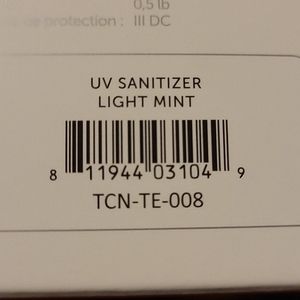 0,5 lb
protection : III DC
UV SANITIZER
LIGHT MINT
8 11944 03104 9
TCN-TE-008